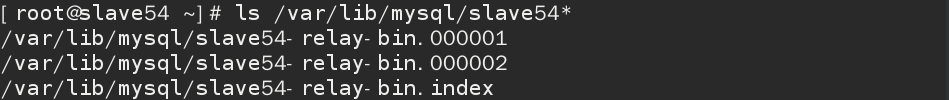 [root@slave54 ~]# ls /var/lib/mysql/slave54*
/var/lib/mysql/slave54-relay-bin.000001
/var/lib/mysql/slave54-relay-bin.000002
/var/lib/mysql/slave54-relay-bin.index